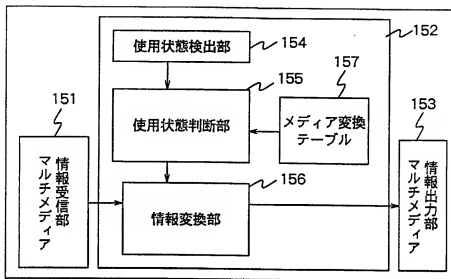 152
使用状態検出部
154
155
157
使用状態判断部
メディア変換
テーブル
151
153
マルチメディア
情報受信部
156
情報変換部
マルチメディア
情報出力部